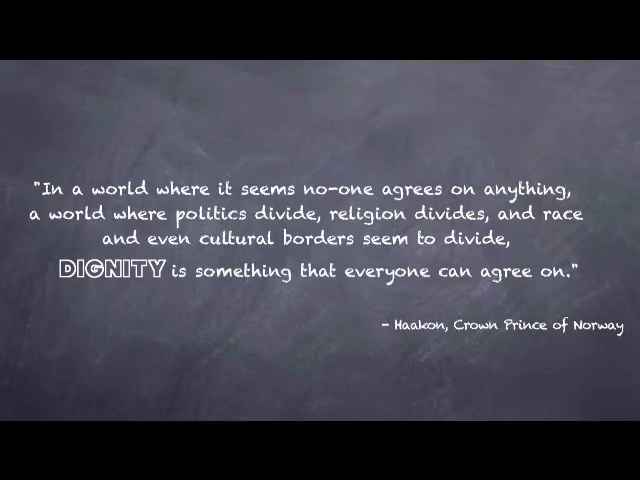 "In a world where it seems no-one agrees on anything,
a world where politics divide, religion divides, and race
and even cultural borders seem to divide,
DIGNITY is something that everyone can agree on."
- Haakon, Crown Prince of Norway